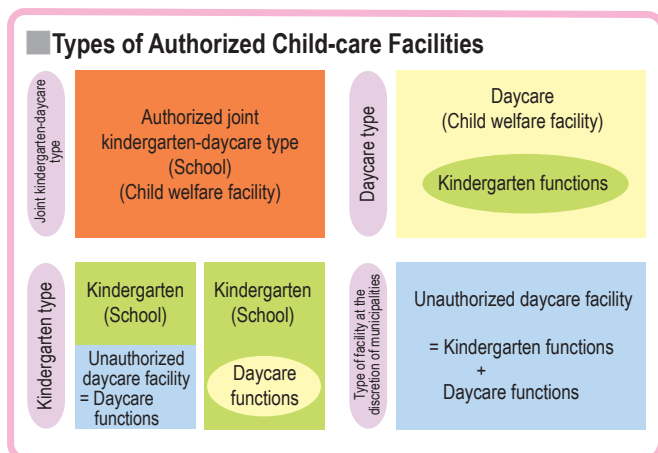 Types of Authorized Child-care Facilities
Joint kindergarten-daycare
type
Authorized joint
kindergarten-daycare type
(School)
(Child welfare facility)
Daycare type
Daycare
(Child welfare facility)
Kindergarten functions
Kindergarten type
Kindergarten
(School)
Unauthorized
daycare facility
= Daycare
functions
Kindergarten
(School)
Daycare
functions
Type of facility at the
discretion of municipalities
Unauthorized daycare facility
= Kindergarten functions
+
Daycare functions